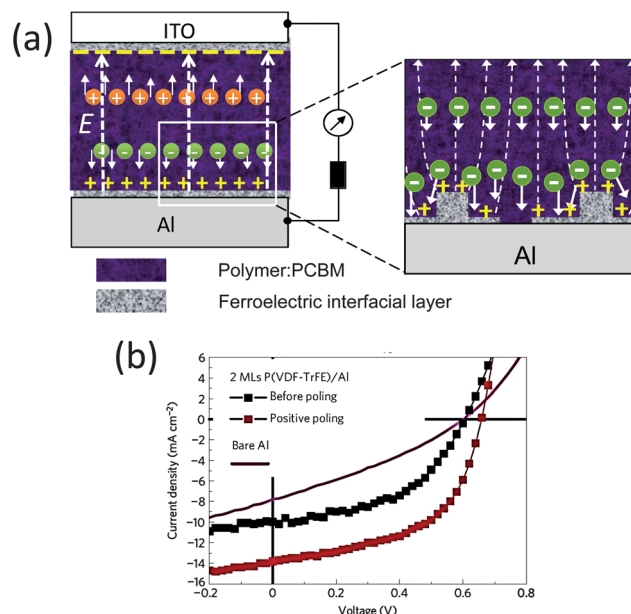 (a)
ITO
E
Al
Al
Polymer:PCBM
Ferroelectric interfacial layer
(b)
2 MLs P(VDF-TrFE)/Al
Before poling
Positive poling
Bare Al
Current density (mA cm⁻²)
6
4
2
0
-2
-4
-6
-8
-10
-12
-14
-16
-0.2
0
0.2
0.4
0.6
0.8
Voltage (V)